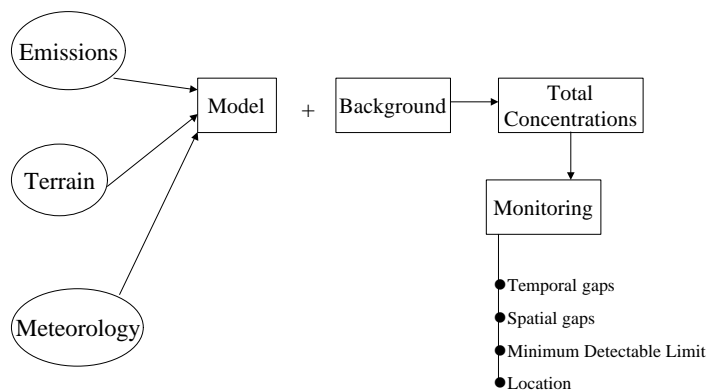 Emissions
Model
+
Background
Total
Concentrations
Terrain
Monitoring
Meteorology
Temporal gaps
Spatial gaps
Minimum Detectable Limit
Location